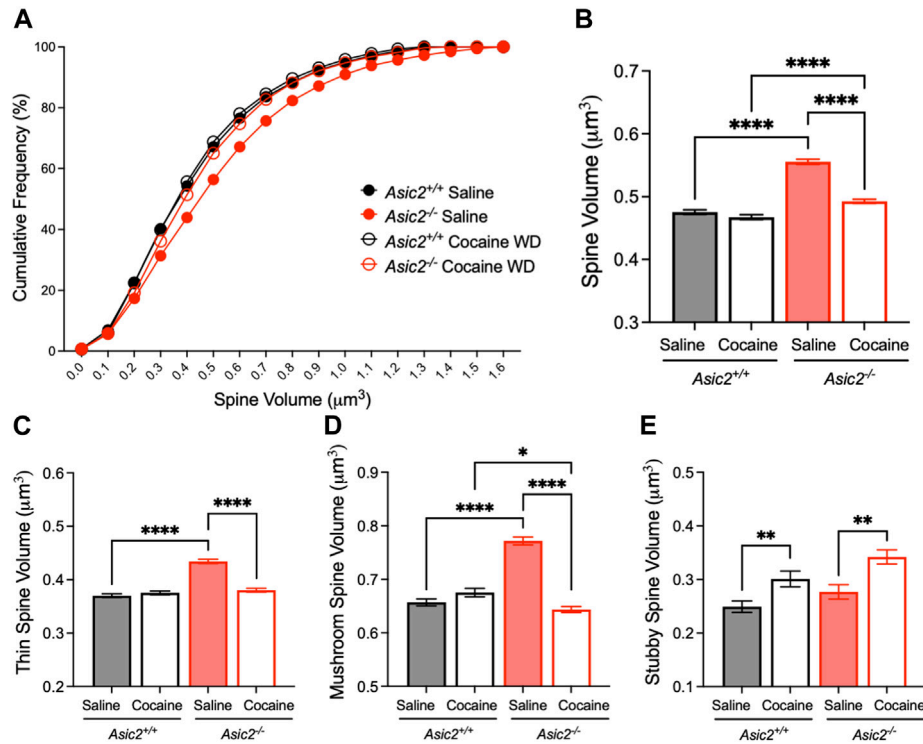 A
Cumulative Frequency (%)
100
80
60
40
20
0
0.0 0.1 0.2 0.3 0.4 0.5 0.6 0.7 0.8 0.9 1.0 1.1 1.2 1.3 1.4 1.5 1.6
Spine Volume (μm³)
Asic2+/+ Saline
Asic2-/- Saline
Asic2+/+ Cocaine WD
Asic2-/- Cocaine WD
B
Spine Volume (μm³)
0.7
0.6
0.5
0.4
0.3
****
**** ****
Saline Cocaine Saline Cocaine
Asic2+/+ Asic2-/-
C
Thin Spine Volume (μm³)
0.6
0.5
0.4
0.3
0.2
**** ****
Saline Cocaine Saline Cocaine
Asic2+/+ Asic2-/-
D
Mushroom Spine Volume (μm³)
0.9
0.8
0.7
0.6
0.5
*
**** ****
Saline Cocaine Saline Cocaine
Asic2+/+ Asic2-/-
E
Stubby Spine Volume (μm³)
0.5
0.4
0.3
0.2
0.1
** **
Saline Cocaine Saline Cocaine
Asic2+/+ Asic2-/-